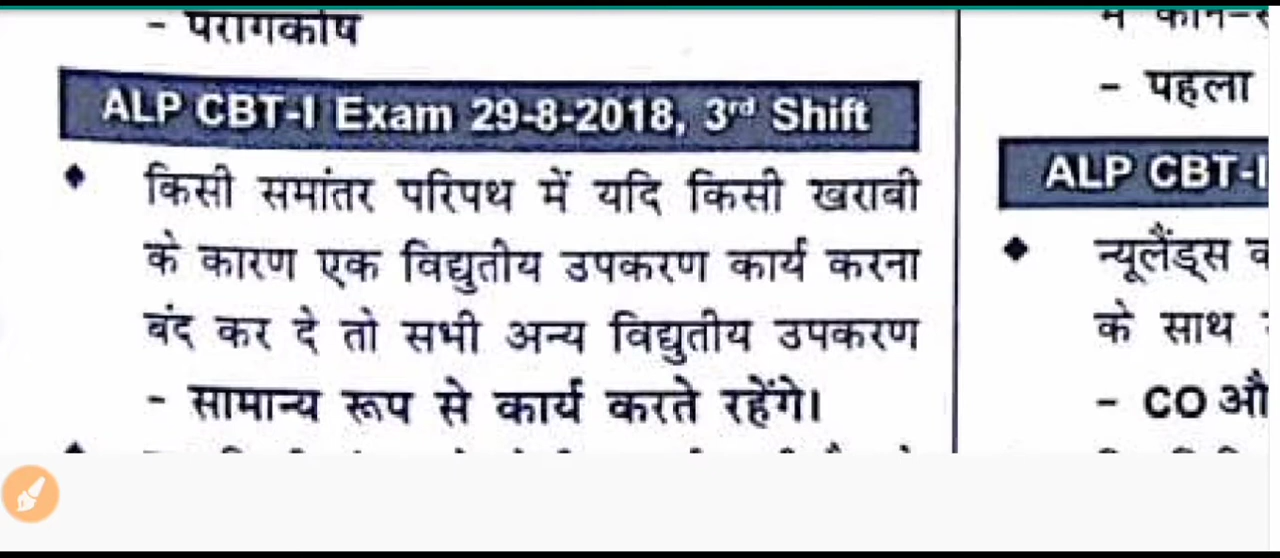 - परागकोष
ALP CBT-I Exam 29-8-2018, 3rd Shift
♦ किसी समांतर परिपथ में यदि किसी खराबी
के कारण एक विद्युतीय उपकरण कार्य करना
बंद कर दे तो सभी अन्य विद्युतीय उपकरण
- सामान्य रूप से कार्य करते रहेंगे।
- पहला
ALP CBT-I
♦ न्यूलैंड्स
के साथ
- CO औ